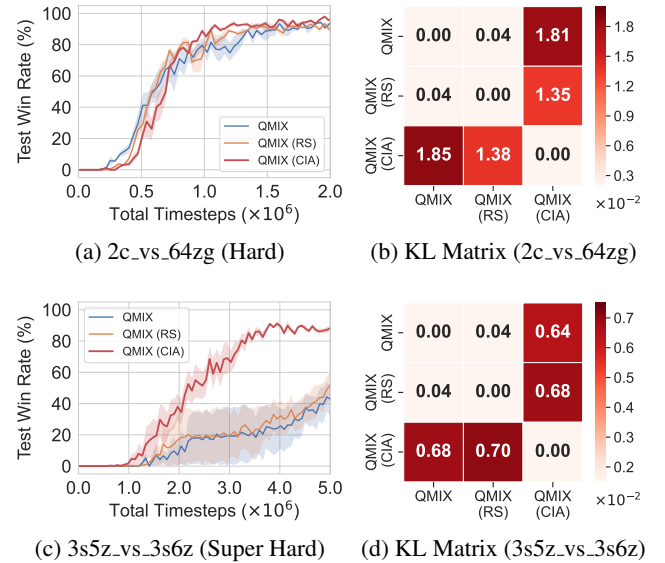 100
80
60
40
20
0
Test Win Rate (%)
QMIX
QMIX (RS)
QMIX (CIA)
0.0 0.5 1.0 1.5 2.0
Total Timesteps (×10⁶)
(a) 2c_vs_64zg (Hard)
QMIX
QMIX (RS)
QMIX (CIA)
0.00 0.04 1.81
0.04 0.00 1.35
1.85 1.38 0.00
QMIX QMIX (RS) QMIX (CIA)
1.8
1.5
1.2
0.9
0.6
0.3
×10⁻²
(b) KL Matrix (2c_vs_64zg)
100
80
60
40
20
0
Test Win Rate (%)
QMIX
QMIX (RS)
QMIX (CIA)
0.0 1.0 2.0 3.0 4.0 5.0
Total Timesteps (×10⁶)
(c) 3s5z_vs_3s6z (Super Hard)
QMIX
QMIX (RS)
QMIX (CIA)
0.00 0.04 0.64
0.04 0.00 0.68
0.68 0.70 0.00
QMIX QMIX (RS) QMIX (CIA)
0.7
0.6
0.5
0.4
0.3
0.2
×10⁻²
(d) KL Matrix (3s5z_vs_3s6z)